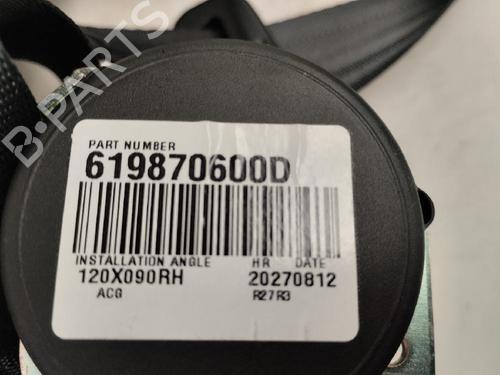 B-PARTS
PART NUMBER
619870600D
INSTALLATION ANGLE HR DATE
120X090RH 20270812
ACG R27R3